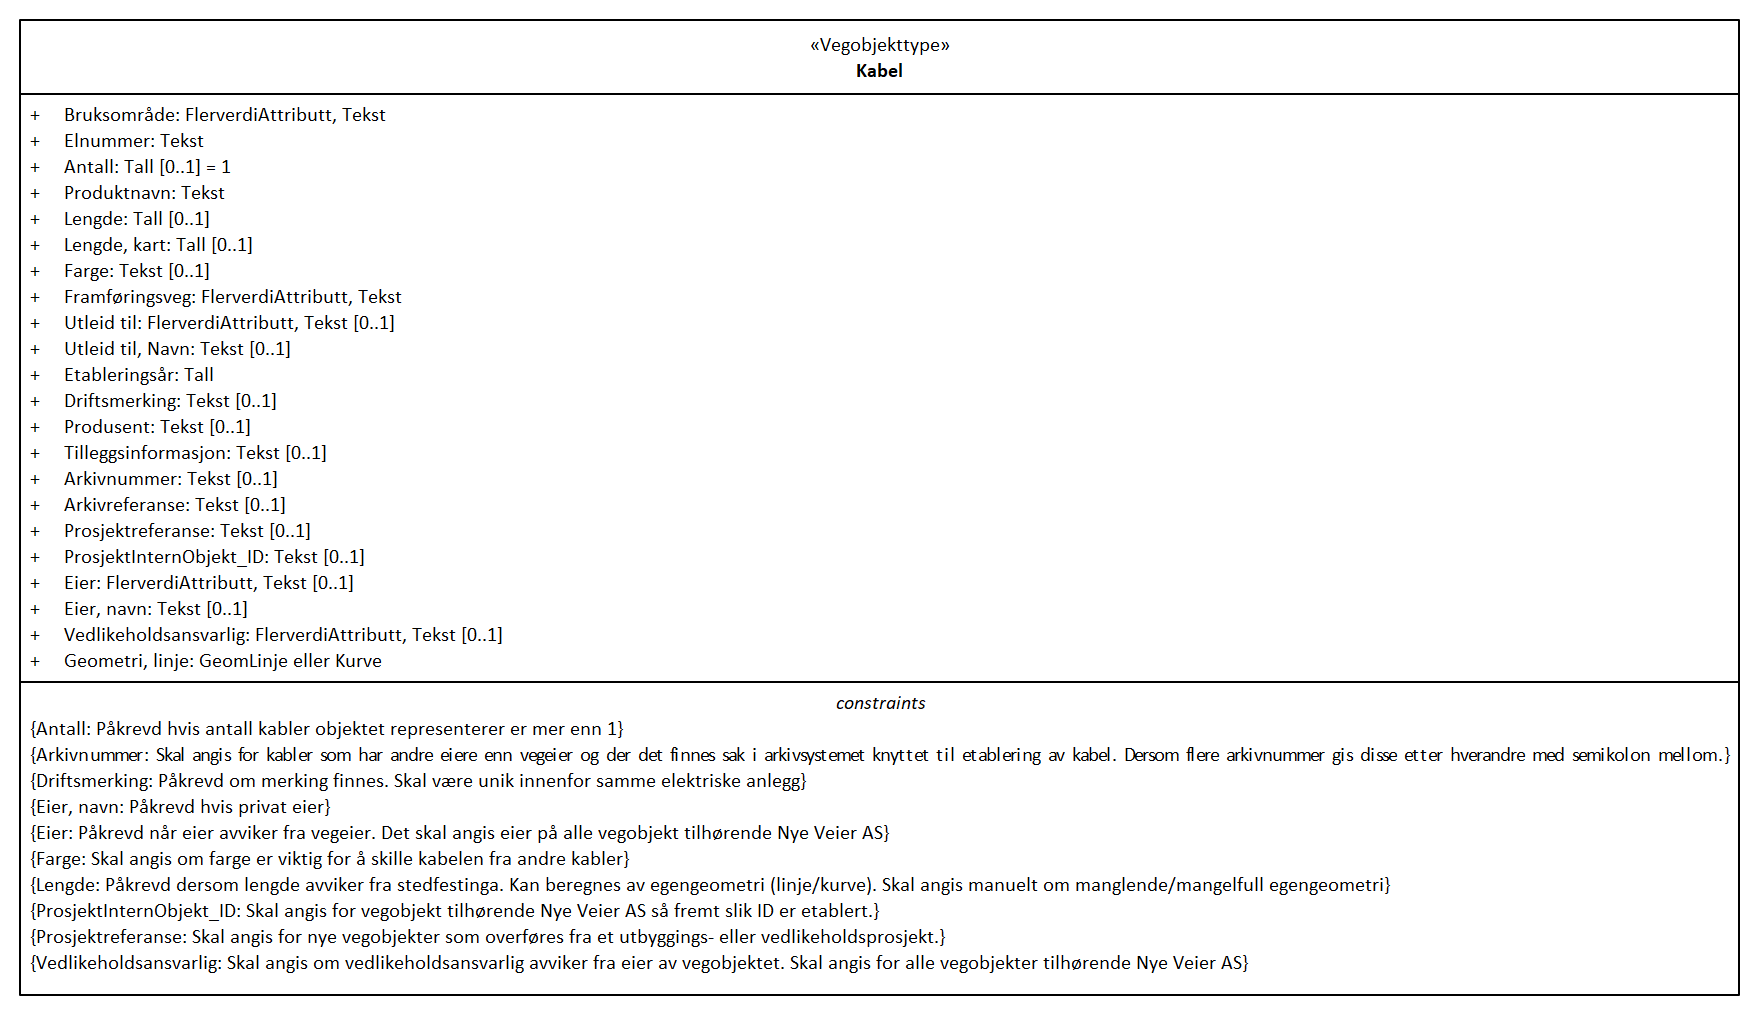 «Vegobjekttype»
Kabel
+ Bruksområde: FlerverdiAttributt, Tekst
+ Elnummer: Tekst
+ Antall: Tall [0..1] = 1
+ Produktnavn: Tekst
+ Lengde: Tall [0..1]
+ Lengde, kart: Tall [0..1]
+ Farge: Tekst [0..1]
+ Framføringsveg: FlerverdiAttributt, Tekst
+ Utleid til: FlerverdiAttributt, Tekst [0..1]
+ Utleid til, Navn: Tekst [0..1]
+ Etableringsår: Tall
+ Driftsmerking: Tekst [0..1]
+ Produsent: Tekst [0..1]
+ Tilleggsinformasjon: Tekst [0..1]
+ Arkivnummer: Tekst [0..1]
+ Arkivreferanse: Tekst [0..1]
+ Prosjektreferanse: Tekst [0..1]
+ ProsjektInternObjekt_ID: Tekst [0..1]
+ Eier: FlerverdiAttributt, Tekst [0..1]
+ Eier, navn: Tekst [0..1]
+ Vedlikeholdsansvarlig: FlerverdiAttributt, Tekst [0..1]
+ Geometri, linje: GeomLinje eller Kurve
constraints
{Antall: Påkrevd hvis antall kabler objektet representerer er mer enn 1}
{Arkivnummer: Skal angis for kabler som har andre eiere enn vegeier og der det finnes sak i arkivsystemet knyttet til etablering av kabel. Dersom flere arkivnummer gis disse etter hverandre med semikolon mellom.}
{Driftsmerking: Påkrevd om merking finnes. Skal være unik innenfor samme elektriske anlegg}
{Eier, navn: Påkrevd hvis privat eier}
{Eier: Påkrevd når eier avviker fra vegeier. Det skal angis eier på alle vegobjekt tilhørende Nye Veier AS}
{Farge: Skal angis om farge er viktig for å skille kabelen fra andre kabler}
{Lengde: Påkrevd dersom lengde avviker fra stedfestinga. Kan beregnes av egengeometri (linje/kurve). Skal angis manuelt om manglende/mangelfull egengeometri}
{ProsjektInternObjekt_ID: Skal angis for vegobjekt tilhørende Nye Veier AS så fremt slik ID er etablert.}
{Prosjektreferanse: Skal angis for nye vegobjekter som overføres fra et utbyggings- eller vedlikeholdsprosjekt.}
{Vedlikeholdsansvarlig: Skal angis om vedlikeholdsansvarlig avviker fra eier av vegobjektet. Skal angis for alle vegobjekter tilhørende Nye Veier AS}